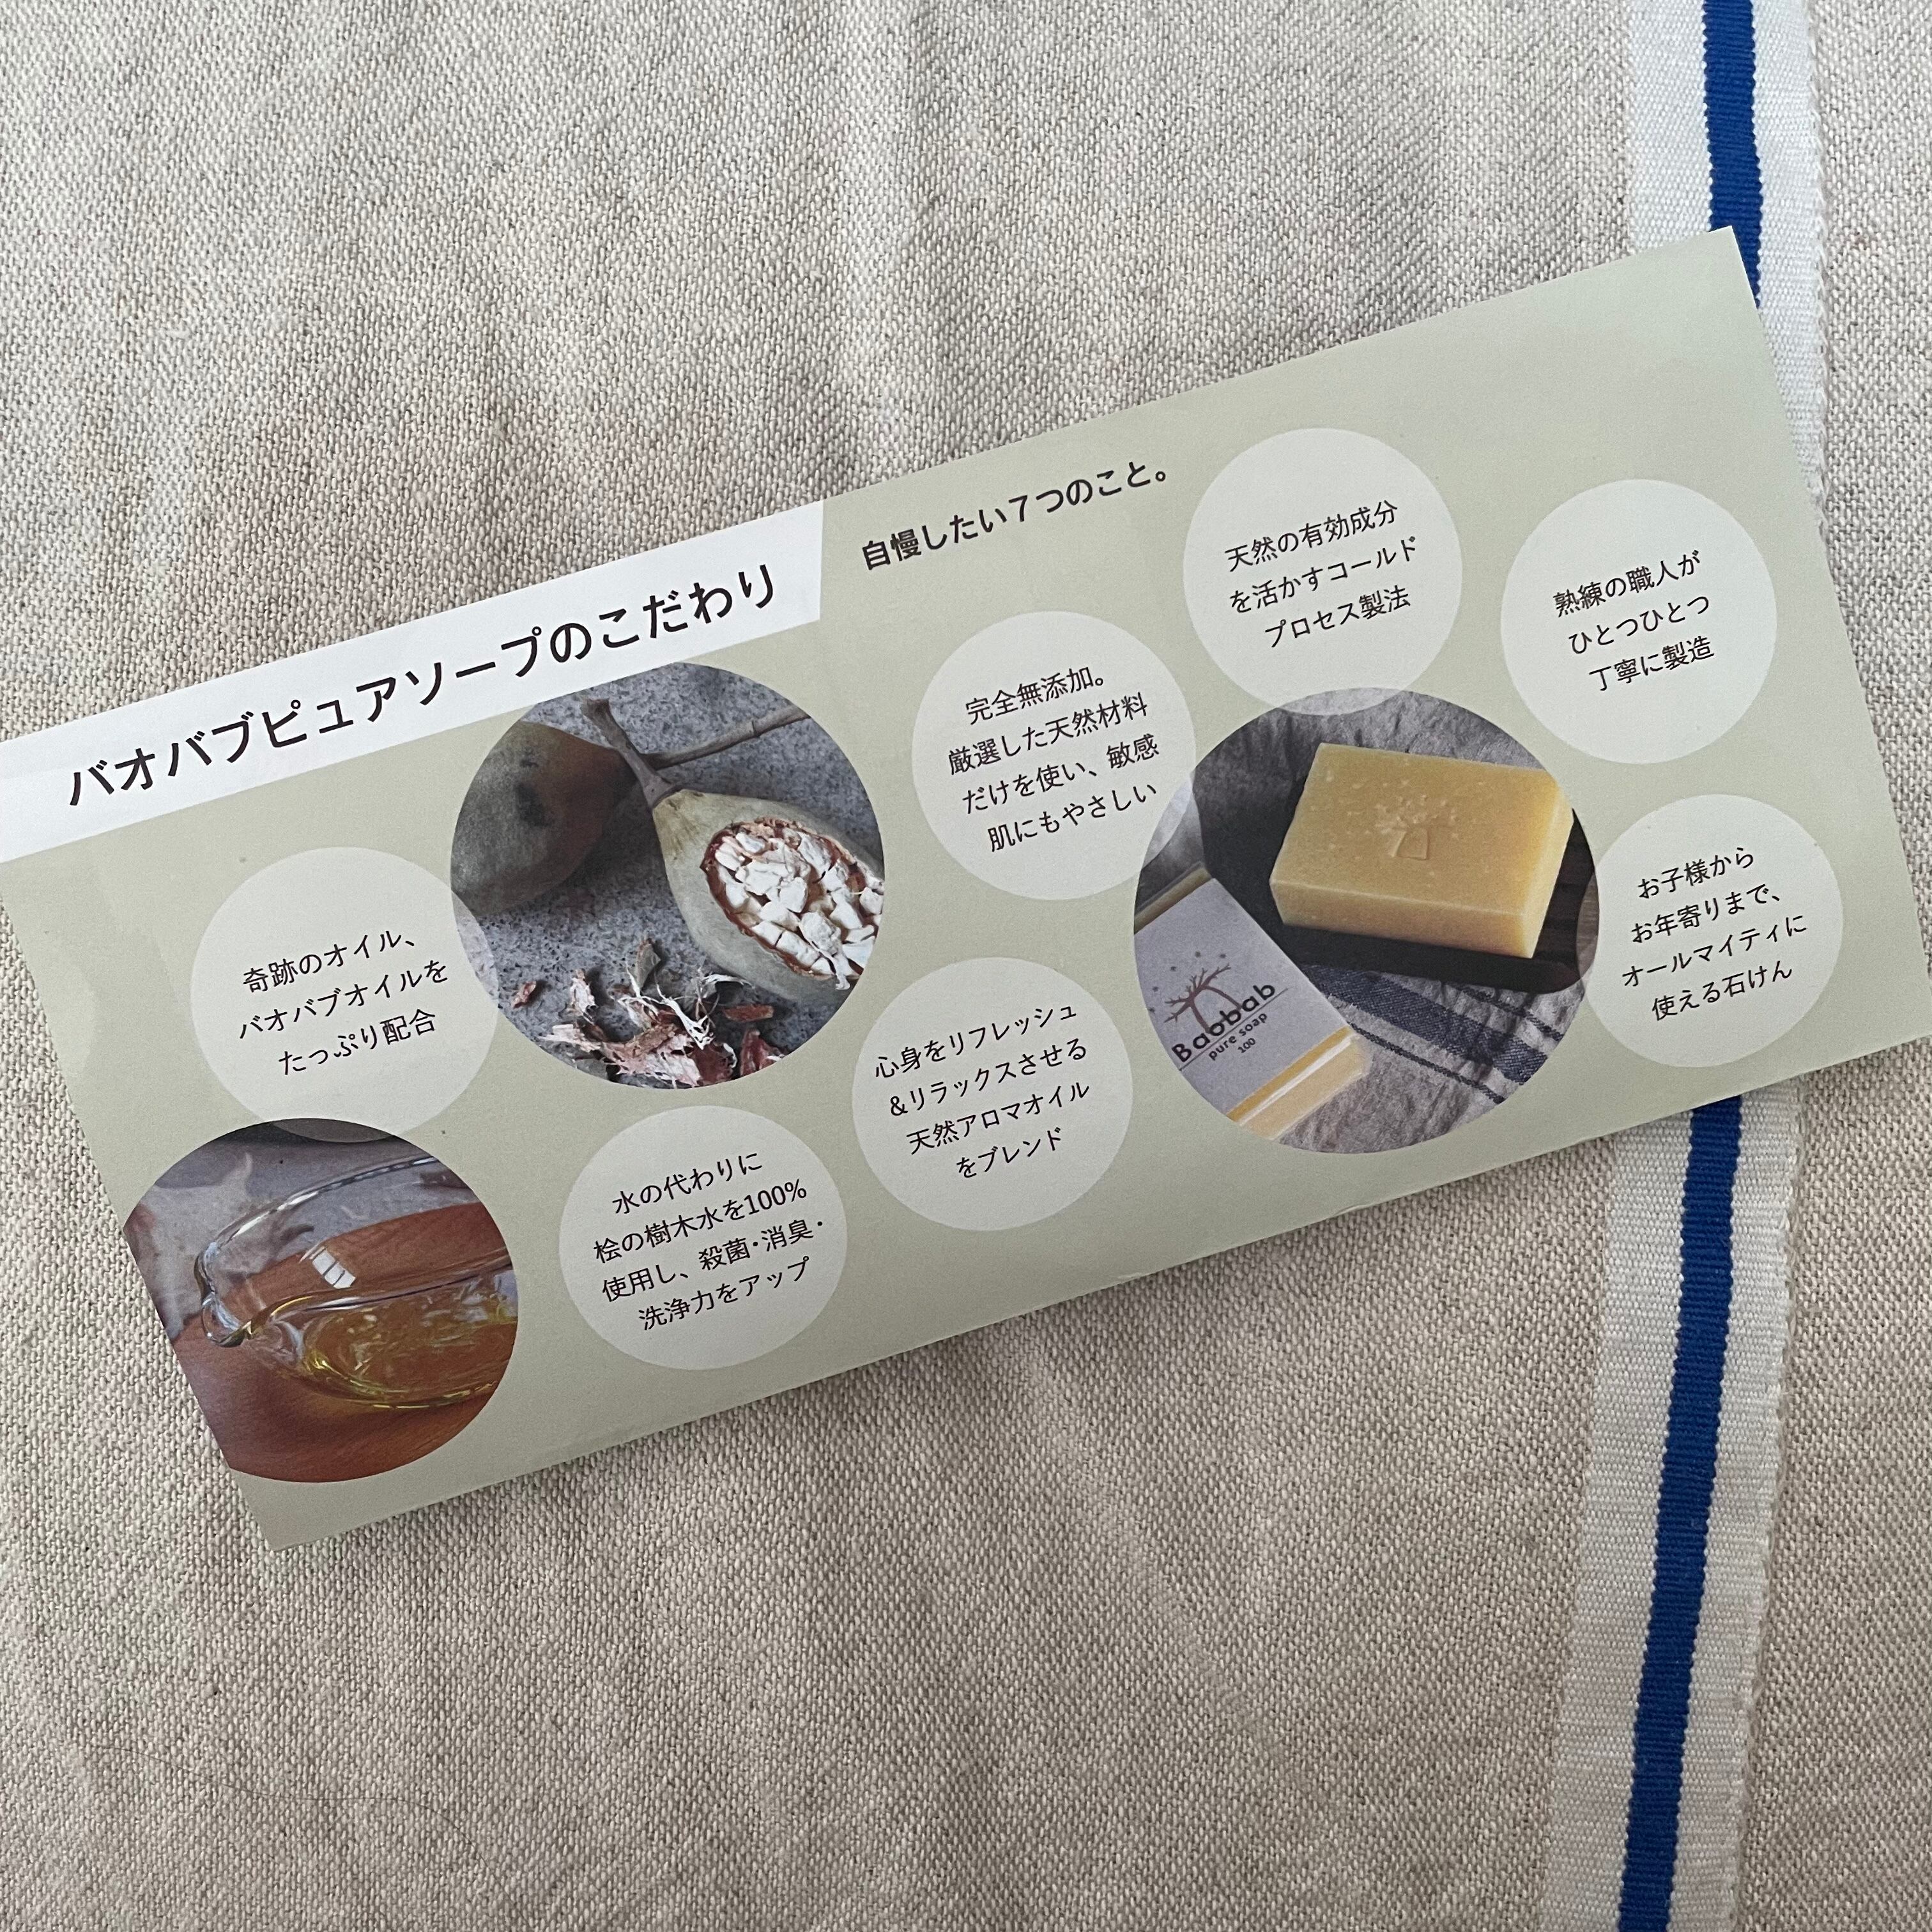 バオバブピュアソープのこだわり
自慢したい7つのこと。
奇跡のオイル、
バオバブオイルを
たっぷり配合
水の代わりに
桧の樹木水を100%
使用し、殺菌・消臭・
洗浄力をアップ
完全無添加。
厳選した天然材料
だけを使い、敏感
肌にもやさしい
心身をリフレッシュ
&リラックスさせる
天然アロマオイル
をブレンド
天然の有効成分
を活かすコールド
プロセス製法
熟練の職人が
ひとつひとつ
丁寧に製造
お子様から
お年寄りまで、
オールマイティに
使える石けん
Baobab
pure soap
100